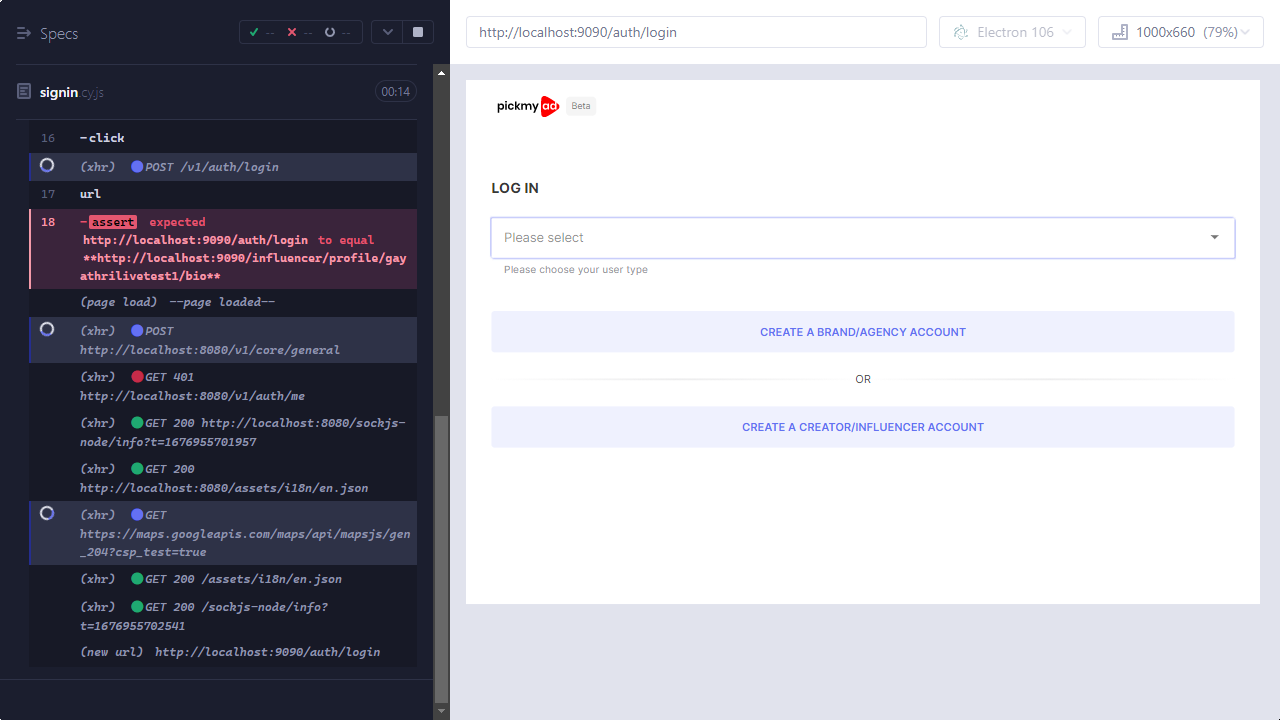 Specs
-- -- --
signin.cy.js
00:14
16 -click
(xhr) POST /v1/auth/login
17 url
18 -assert expected
http://localhost:9090/auth/login to equal
**http://localhost:9090/influencer/profile/gay
athrilivetest1/bio**
(page load) --page loaded--
(xhr) POST
http://localhost:8080/v1/core/general
(xhr) GET 401
http://localhost:8080/v1/auth/me
(xhr) GET 200 http://localhost:8080/sockjs-
node/info?t=1676955701957
(xhr) GET 200
http://localhost:8080/assets/i18n/en.json
(xhr) GET
https://maps.googleapis.com/maps/api/mapsjs/gen
_204?csp_test=true
(xhr) GET 200 /assets/i18n/en.json
(xhr) GET 200 /sockjs-node/info?
t=1676955702541
(new url) http://localhost:9090/auth/login
http://localhost:9090/auth/login
Electron 106
1000x660 (79%)
pickmy ad Beta
LOG IN
Please select
Please choose your user type
CREATE A BRAND/AGENCY ACCOUNT
OR
CREATE A CREATOR/INFLUENCER ACCOUNT